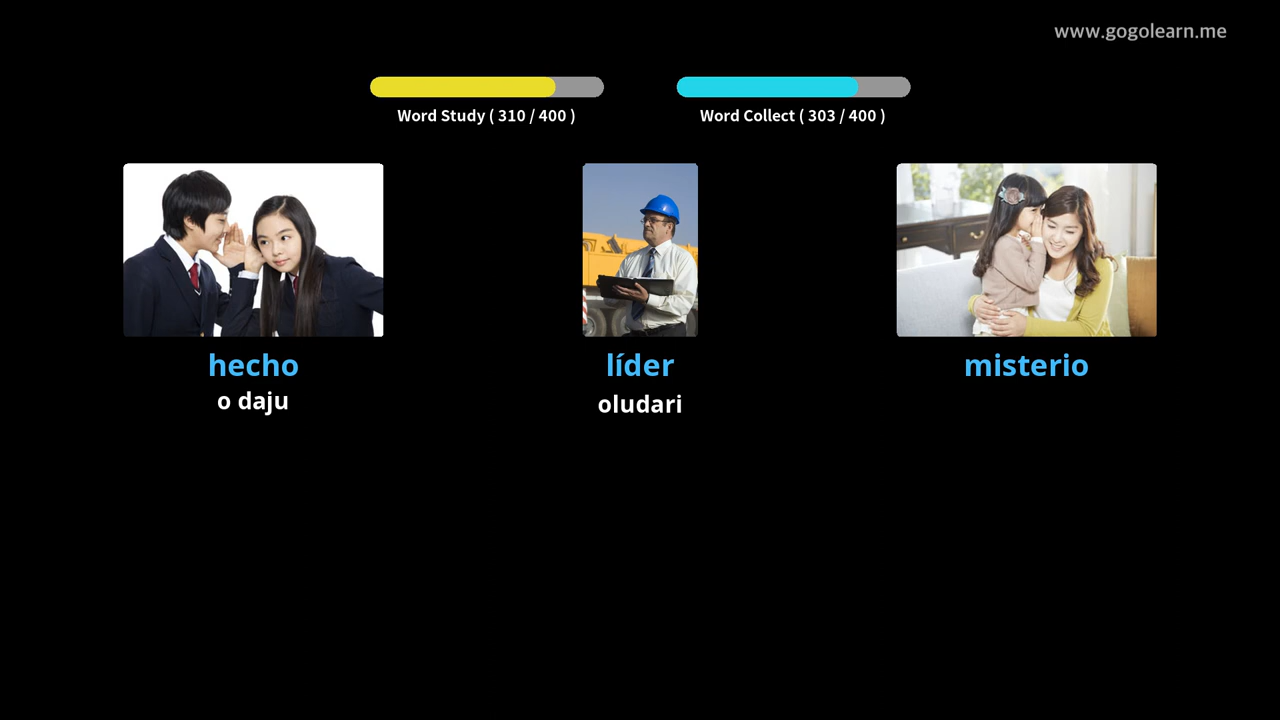 www.gogolearn.me
Word Study ( 310 / 400 )
Word Collect ( 303 / 400 )
hecho
o daju
líder
oludari
misterio